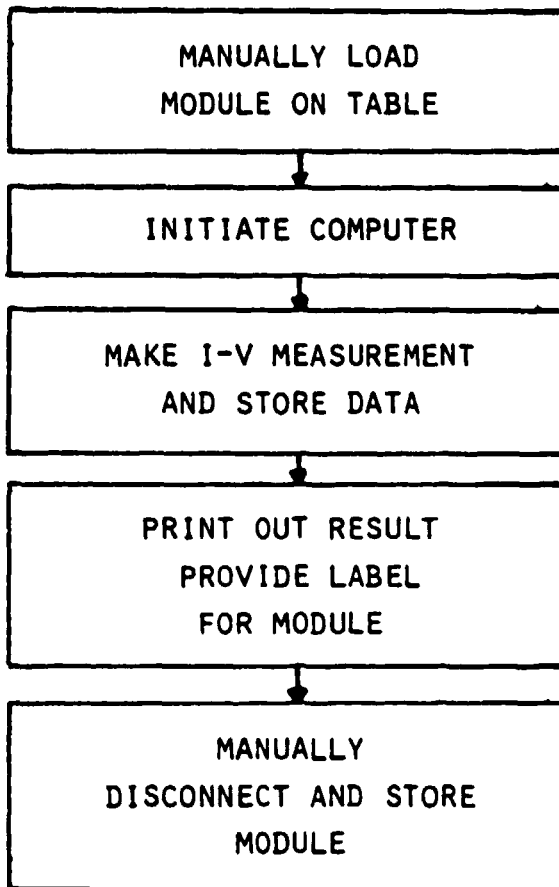 MANUALLY LOAD
MODULE ON TABLE
INITIATE COMPUTER
MAKE I-V MEASUREMENT
AND STORE DATA
PRINT OUT RESULT
PROVIDE LABEL
FOR MODULE
MANUALLY
DISCONNECT AND STORE
MODULE